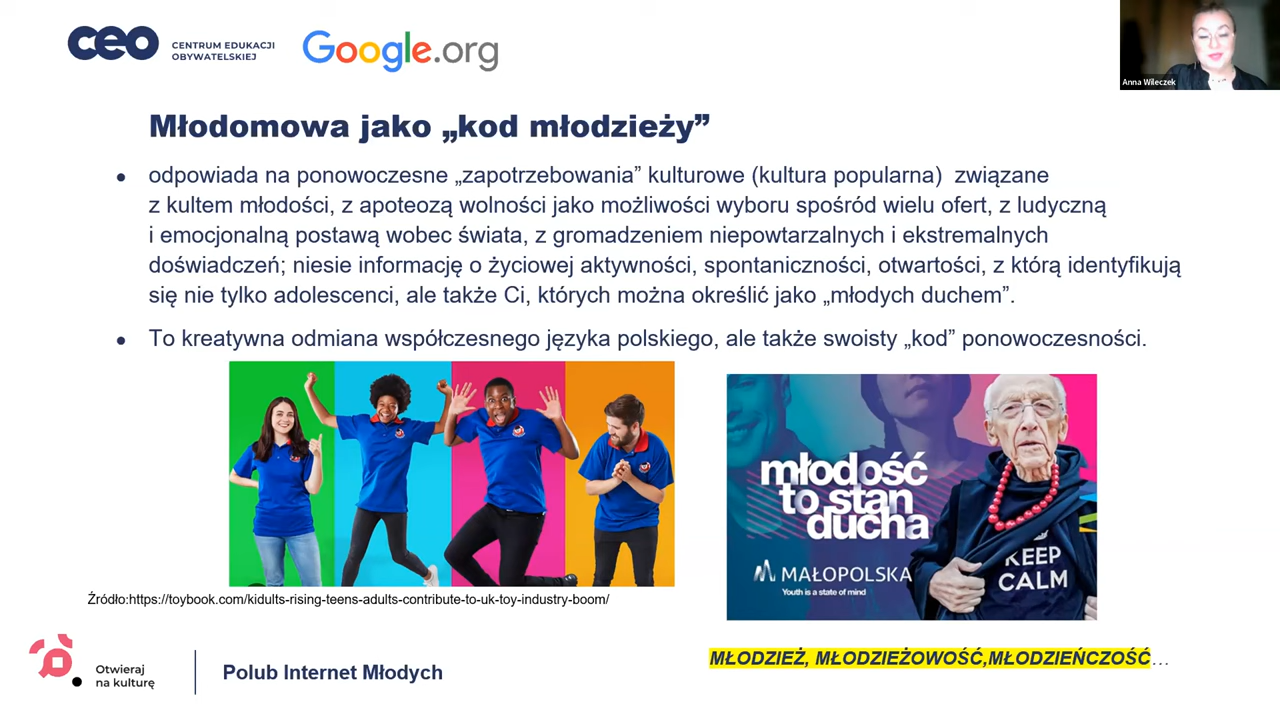 ceo CENTRUM EDUKACJI
OBYWATELSKIEJ
Google.org
Anna Wileczek
Młodomowa jako „kod młodzieży”
• odpowiada na ponowoczesne „zapotrzebowania” kulturowe (kultura popularna) związane
z kultem młodości, z apoteozą wolności jako możliwości wyboru spośród wielu ofert, z ludyczną
i emocjonalną postawą wobec świata, z gromadzeniem niepowtarzalnych i ekstremalnych
doświadczeń; niesie informację o życiowej aktywności, spontaniczności, otwartości, z którą identyfikują
się nie tylko adolescenci, ale także Ci, których można określić jako „młodych duchem”.
• To kreatywna odmiana współczesnego języka polskiego, ale także swoisty „kod” ponowoczesności.
młodość
to stan
ducha
MAŁOPOLSKA
Youth is a state of mind
KEEP
CALM
Źródło:https://toybook.com/kidults-rising-teens-adults-contribute-to-uk-toy-industry-boom/
Otwieraj
na kulturę
Polub Internet Młodych
MŁODZIEŻ, MŁODZIEŻOWOŚĆ,MŁODZIEŃCZOŚĆ…